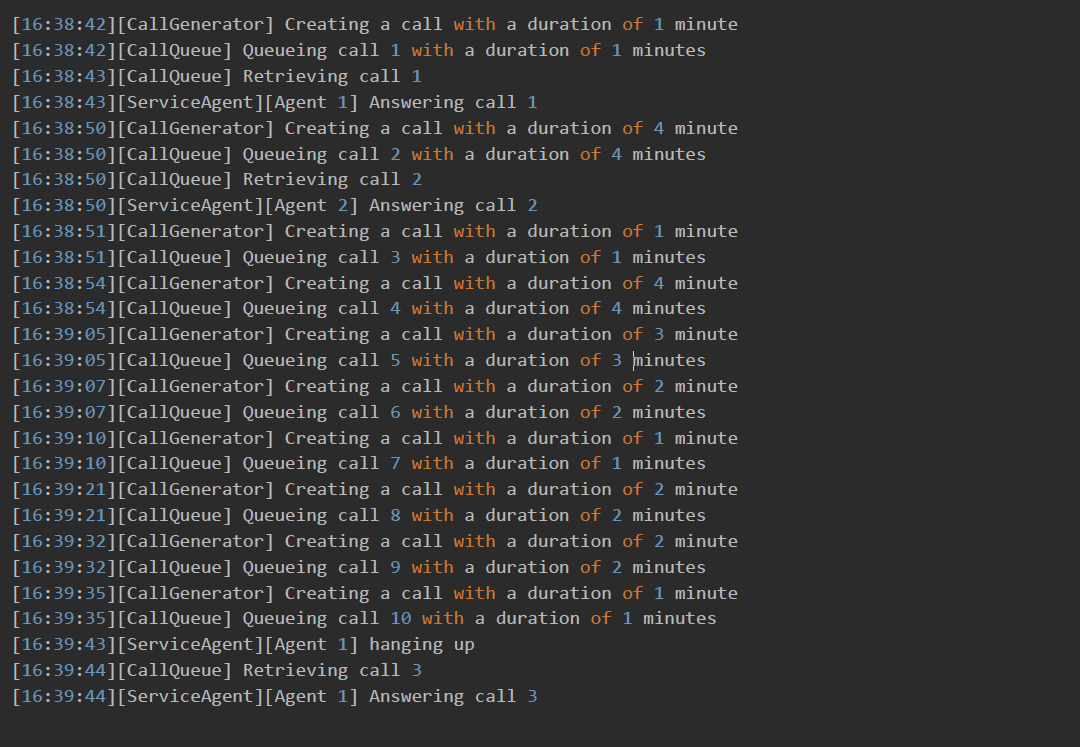 [16:38:42][CallGenerator] Creating a call with a duration of 1 minute
[16:38:42][CallQueue] Queueing call 1 with a duration of 1 minutes
[16:38:43][CallQueue] Retrieving call 1
[16:38:43][ServiceAgent][Agent 1] Answering call 1
[16:38:50][CallGenerator] Creating a call with a duration of 4 minute
[16:38:50][CallQueue] Queueing call 2 with a duration of 4 minutes
[16:38:50][CallQueue] Retrieving call 2
[16:38:50][ServiceAgent][Agent 2] Answering call 2
[16:38:51][CallGenerator] Creating a call with a duration of 1 minute
[16:38:51][CallQueue] Queueing call 3 with a duration of 1 minutes
[16:38:54][CallGenerator] Creating a call with a duration of 4 minute
[16:38:54][CallQueue] Queueing call 4 with a duration of 4 minutes
[16:39:05][CallGenerator] Creating a call with a duration of 3 minute
[16:39:05][CallQueue] Queueing call 5 with a duration of 3 minutes
[16:39:07][CallGenerator] Creating a call with a duration of 2 minute
[16:39:07][CallQueue] Queueing call 6 with a duration of 2 minutes
[16:39:10][CallGenerator] Creating a call with a duration of 1 minute
[16:39:10][CallQueue] Queueing call 7 with a duration of 1 minutes
[16:39:21][CallGenerator] Creating a call with a duration of 2 minute
[16:39:21][CallQueue] Queueing call 8 with a duration of 2 minutes
[16:39:32][CallGenerator] Creating a call with a duration of 2 minute
[16:39:32][CallQueue] Queueing call 9 with a duration of 2 minutes
[16:39:35][CallGenerator] Creating a call with a duration of 1 minute
[16:39:35][CallQueue] Queueing call 10 with a duration of 1 minutes
[16:39:43][ServiceAgent][Agent 1] hanging up
[16:39:44][CallQueue] Retrieving call 3
[16:39:44][ServiceAgent][Agent 1] Answering call 3